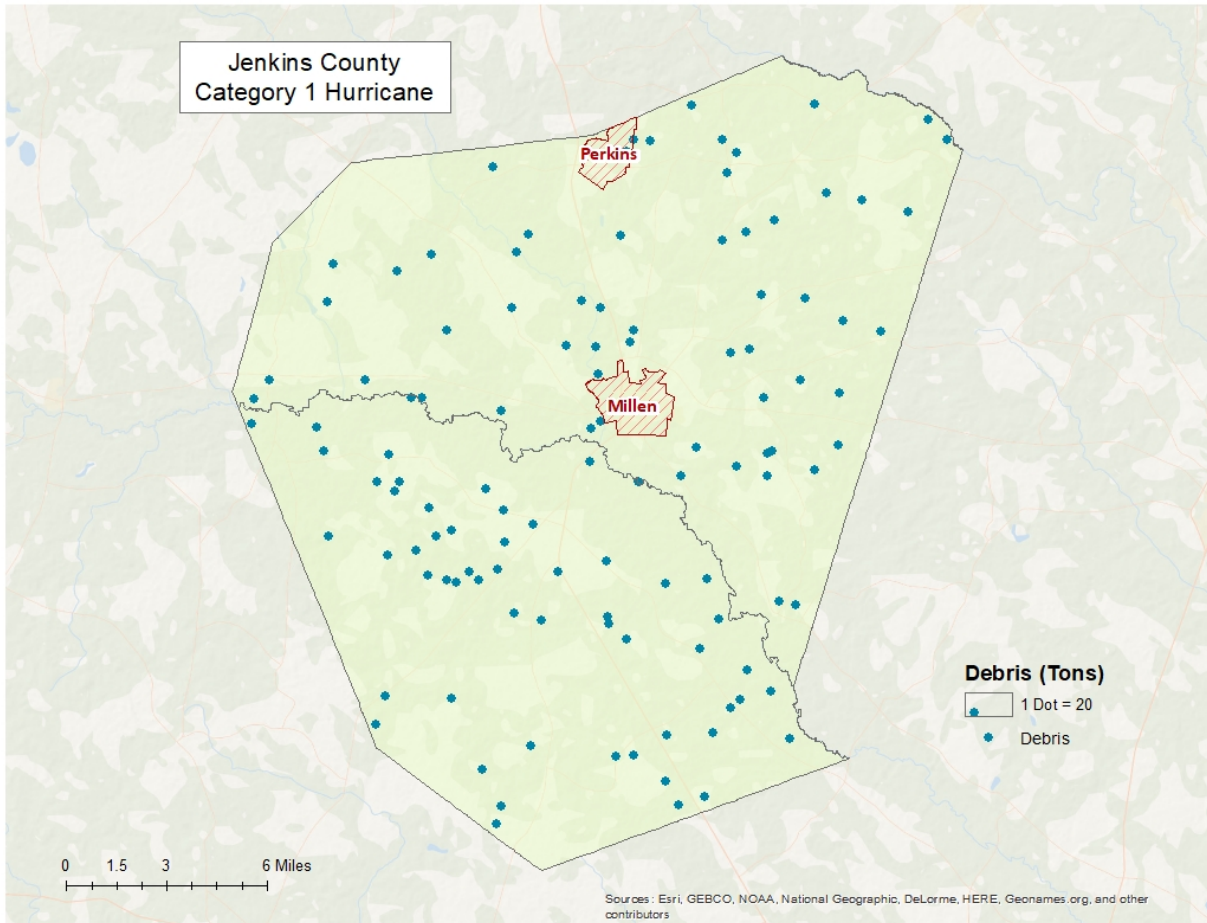 Jenkins County
Category 1 Hurricane
Perkins
Millen
Debris (Tons)
1 Dot = 20
Debris
0 1.5 3 6 Miles
Sources: Esri, GEBCO, NOAA, National Geographic, DeLorme, HERE, Geonames.org, and other
contributors